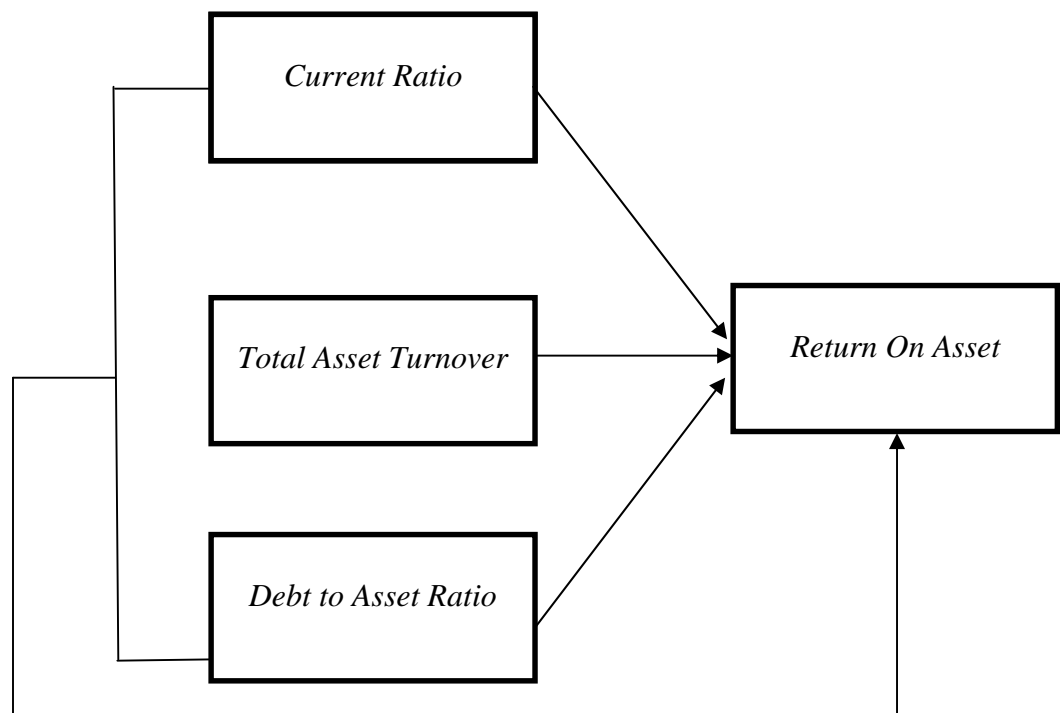 Current Ratio
Total Asset Turnover
Return On Asset
Debt to Asset Ratio